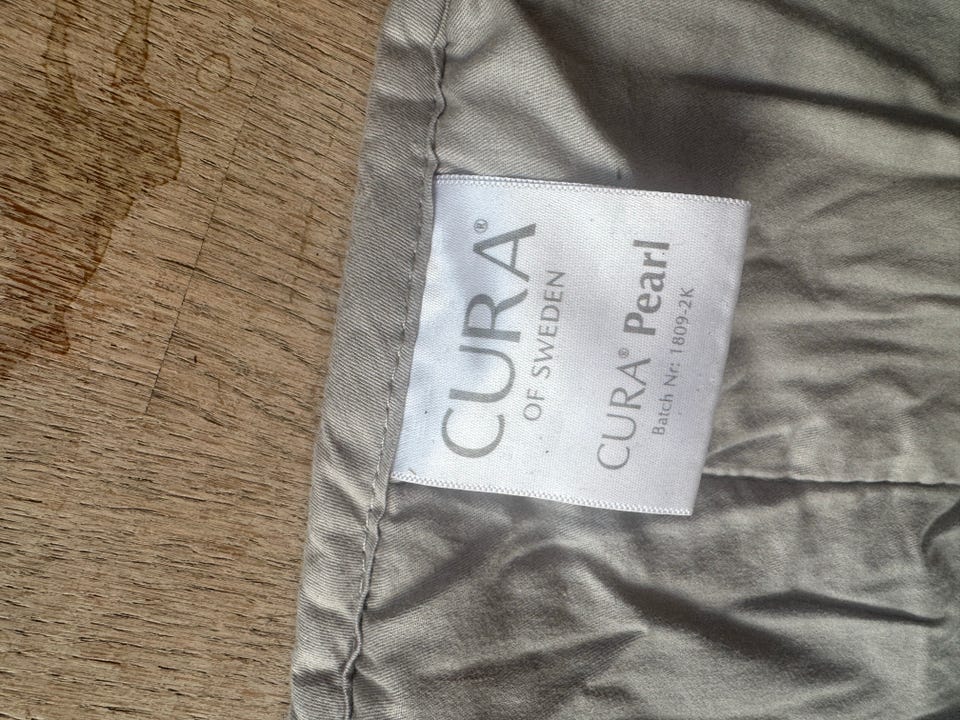 CURA®
OF SWEDEN
CURA® Pearl
Batch Nr: 1809-2K